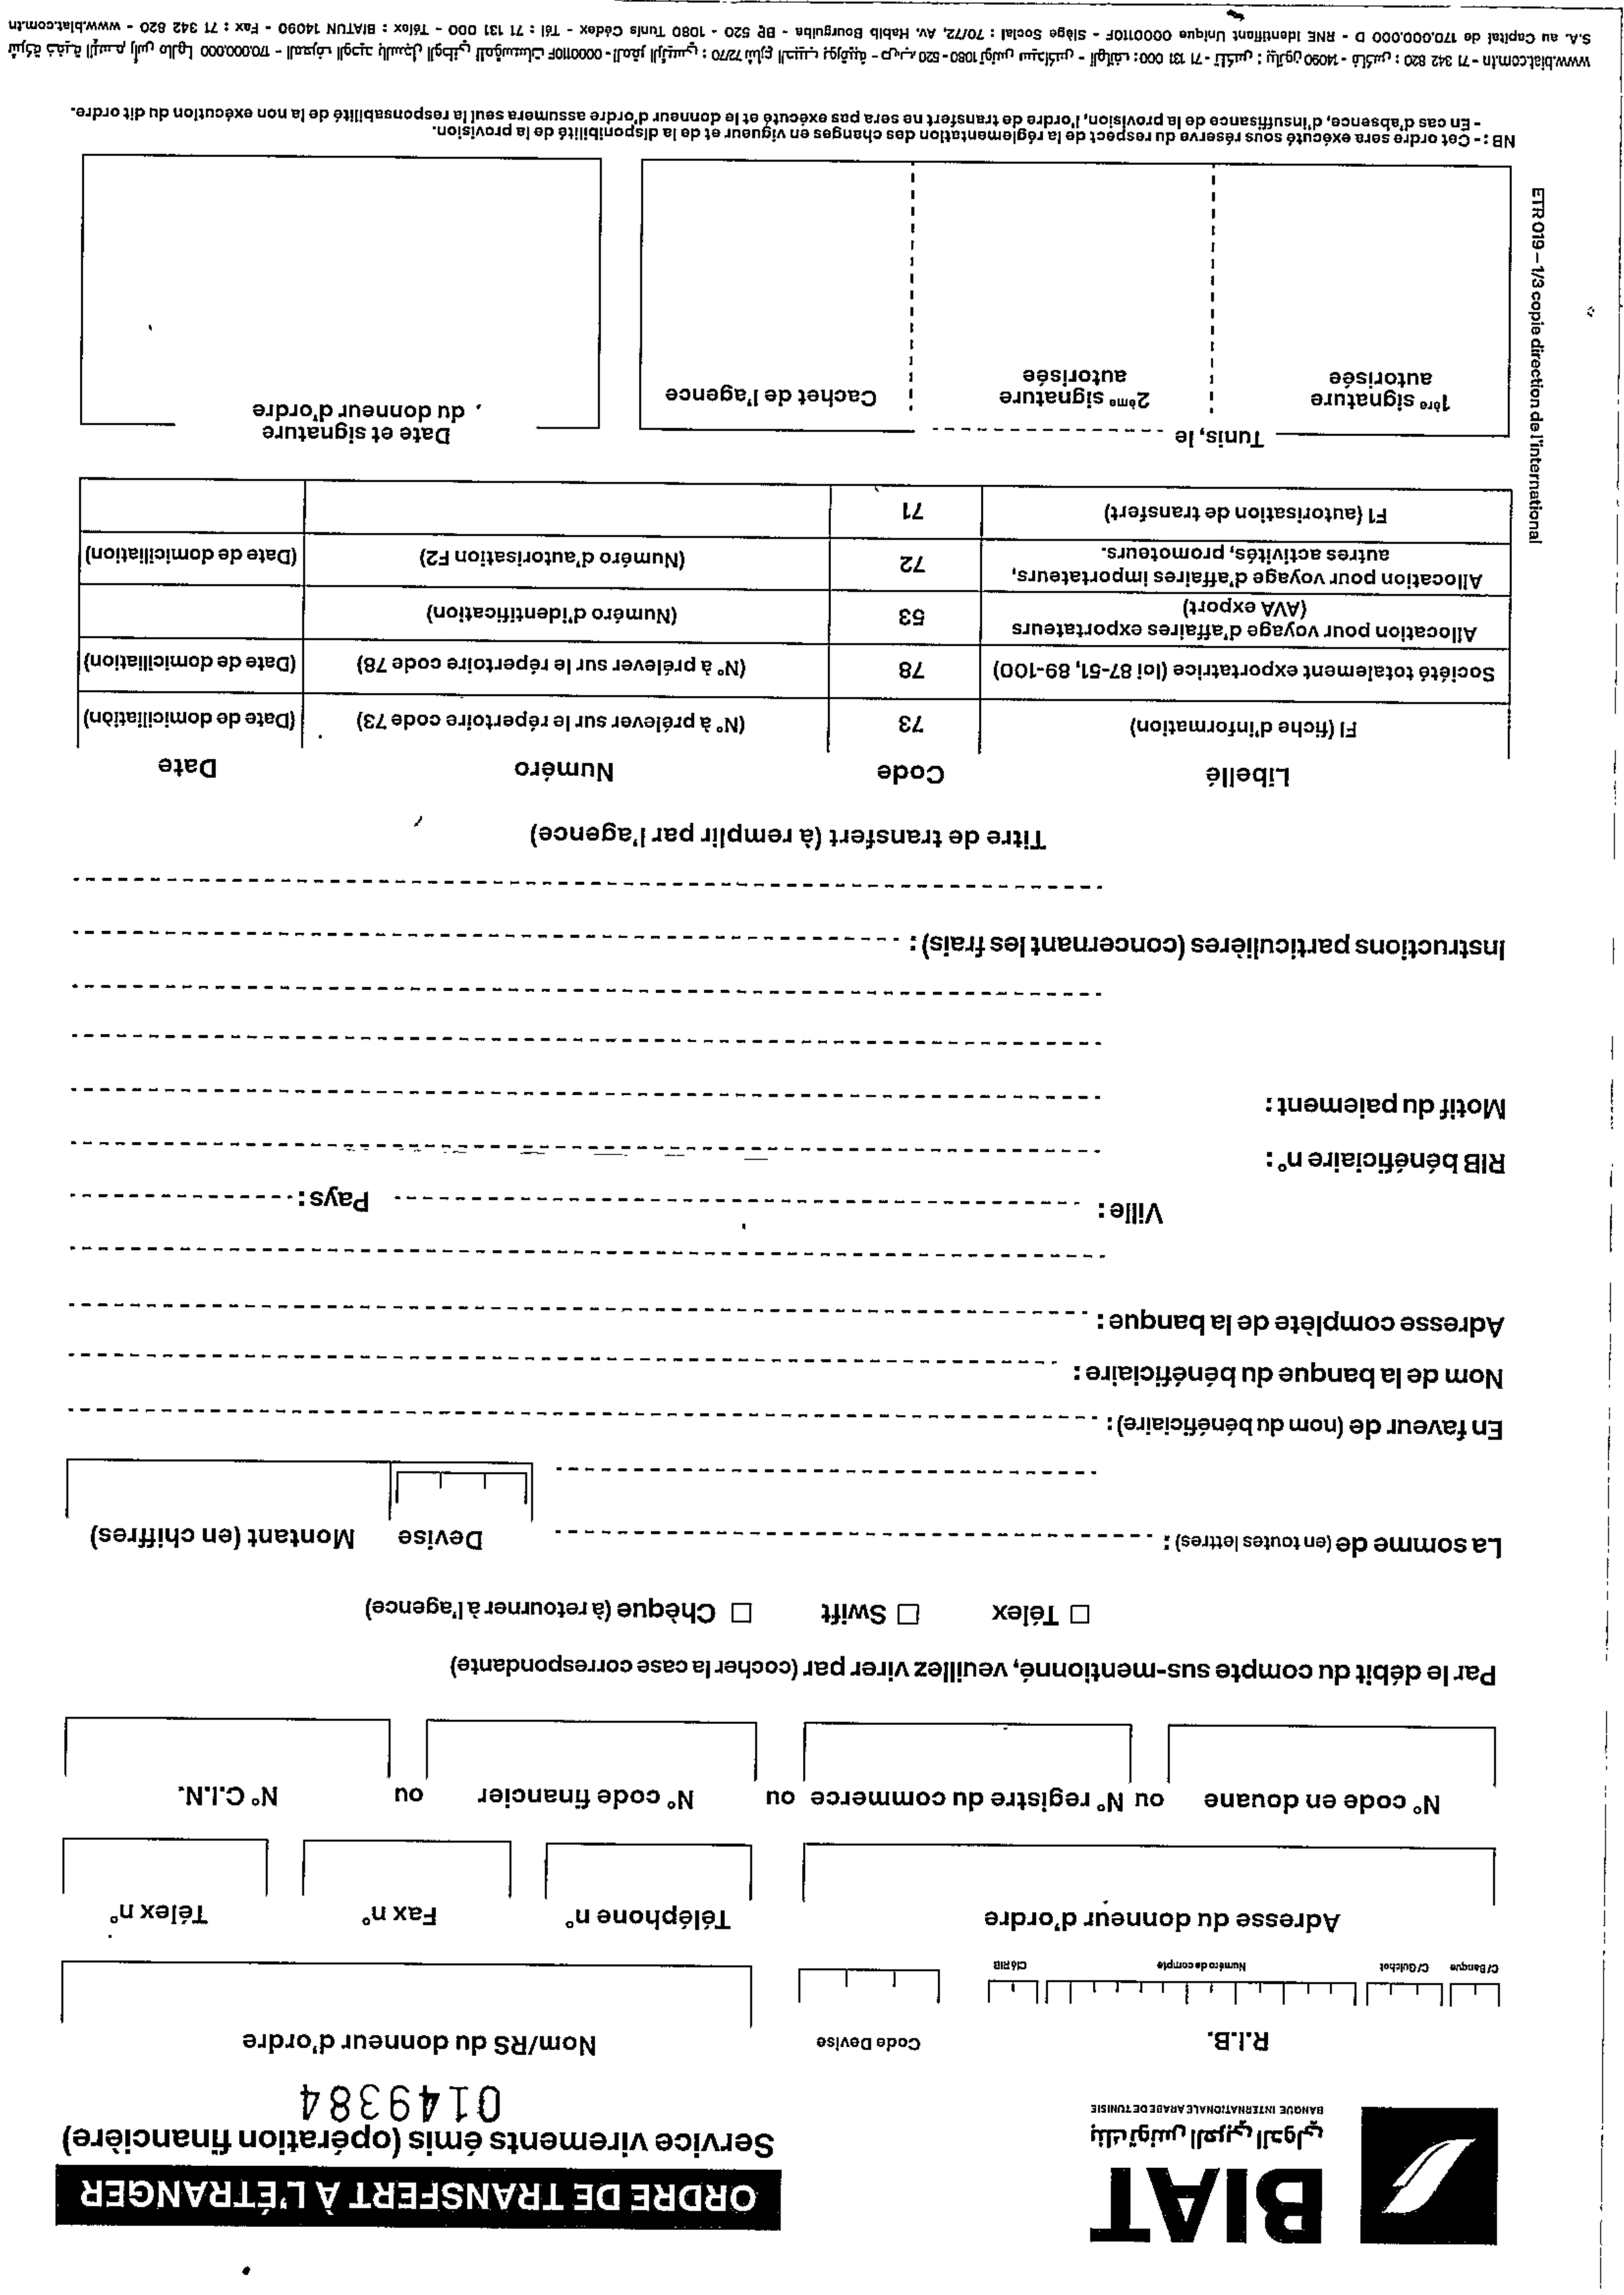 BIAT
بنك تونس العربي الدولي
BANQUE INTERNATIONALE ARABE DE TUNISIE
ORDRE DE TRANSFERT À L'ÉTRANGER
Service virements émis (opération financière)
0149384
R.I.B.
Code Devise
Nom/RS du donneur d'ordre
C/Banque C/Guichet Numéro de compte Clé RIB
Adresse du donneur d'ordre
Téléphone n° Fax n° Télex n°
N° code en douane ou N° registre du commerce ou N° code financier ou N° C.I.N.
Par le débit du compte sus-mentionné, veuillez virer par (cocher la case correspondante)
☐ Télex ☐ Swift ☐ Chèque (à retourner à l'agence)
La somme de (en toutes lettres) :
Devise Montant (en chiffres)
En faveur de (nom du bénéficiaire) :
Nom de la banque du bénéficiaire :
Adresse complète de la banque :
Ville : Pays :
RIB bénéficiaire n° :
Motif du paiement :
Instructions particulières (concernant les frais) :
Titre de transfert (à remplir par l'agence)
Libellé Code Numéro Date
FI (fiche d'information) 73 (N° à prélever sur le répertoire code 73) (Date de domiciliation)
Société totalement exportatrice (loi 87-51, 89-100) 78 (N° à prélever sur le répertoire code 78) (Date de domiciliation)
Allocation pour voyage d'affaires exportateurs
(AVA export) 53 (Numéro d'identification)
Allocation pour voyage d'affaires importateurs,
autres activités, promoteurs. 72 (Numéro d'autorisation F2) (Date de domiciliation)
F1 (autorisation de transfert) 71
Tunis, le
1ère signature
autorisée
2ème signature
autorisée
Cachet de l'agence
Date et signature
du donneur d'ordre
ETR 019 – 1/3 copie direction de l'international
NB : - Cet ordre sera exécuté sous réserve du respect de la réglementation des changes en vigueur et de la disponibilité de la provision.
- En cas d'absence, d'insuffisance de la provision, l'ordre de transfert ne sera pas exécuté et le donneur d'ordre assumera seul la responsabilité de la non exécution du dit ordre.
شركة خفية الإسم رأس مالها 170.000.000 - المعرف الوحيد بالسجل الوطني للمؤسسات 0000110F - المقر الرئيسي : 72/70 شارع الحبيب بورقيبة - ص.ب. 520 - 1080 تونس سيداكس - الهاتف : 000 131 71 - تلكس : بياتون 14090 - فاكس : 820 342 71 - www.biat.com.tn
S.A. au Capital de 170.000.000 D - RNE Identifiant Unique 0000110F - Siège Social : 70/72, Av. Habib Bourguiba - BP 520 - 1080 Tunis Cédex - Tél : 71 131 000 - Télex : BIATUN 14090 - Fax : 71 342 820 - www.biat.com.tn